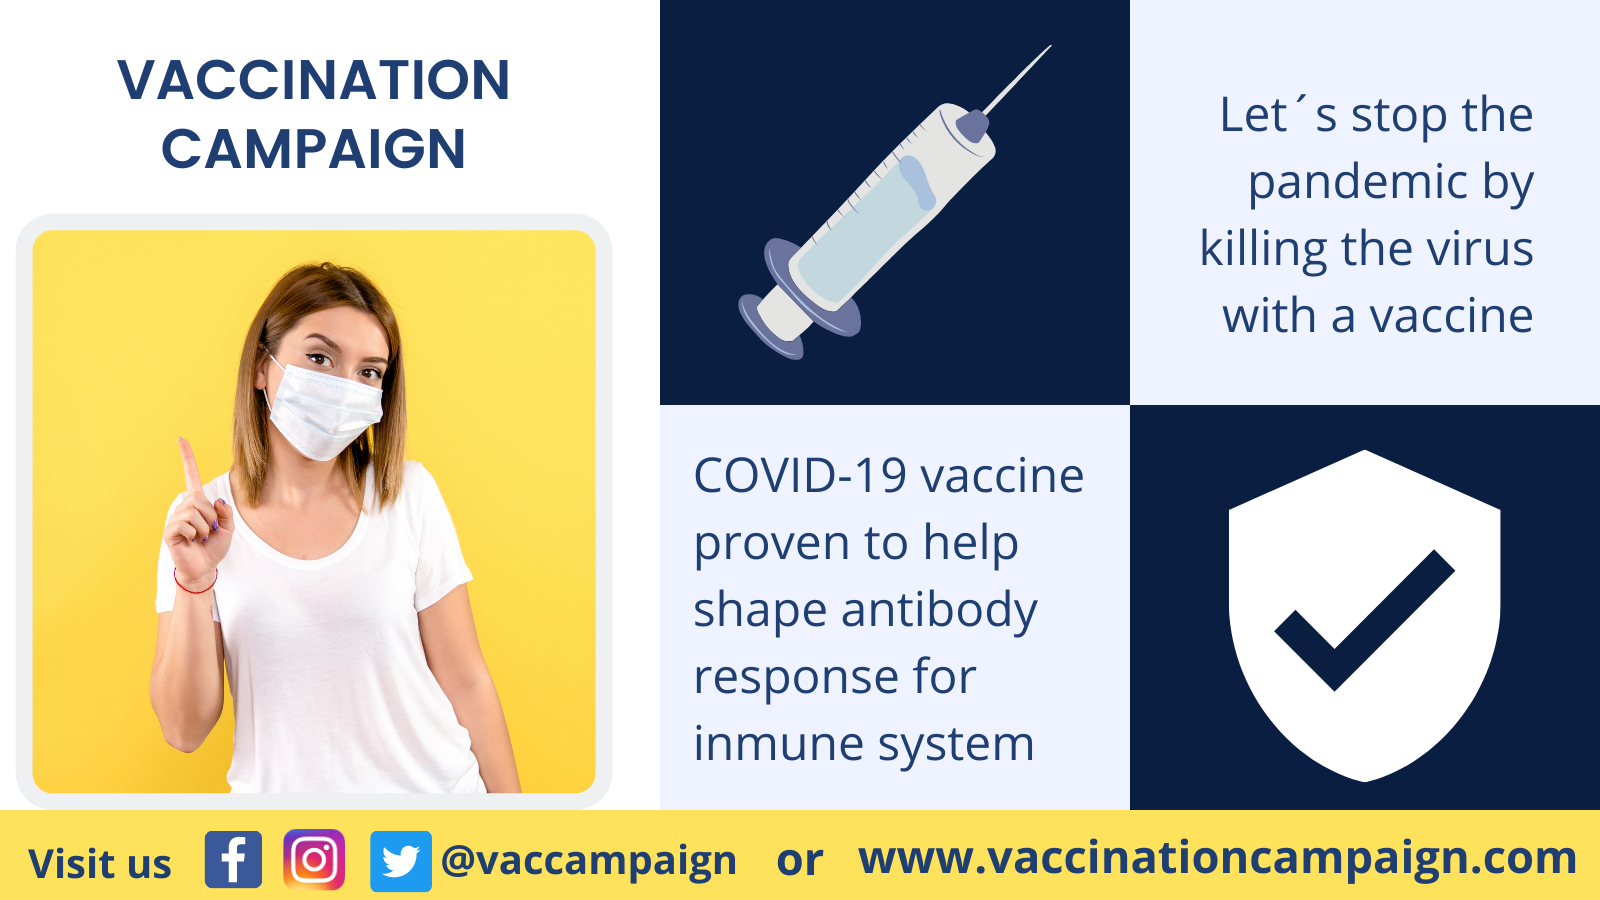 VACCINATION
CAMPAIGN
Let´s stop the
pandemic by
killing the virus
with a vaccine
COVID-19 vaccine
proven to help
shape antibody
response for
inmune system
Visit us @vaccampaign or www.vaccinationcampaign.com